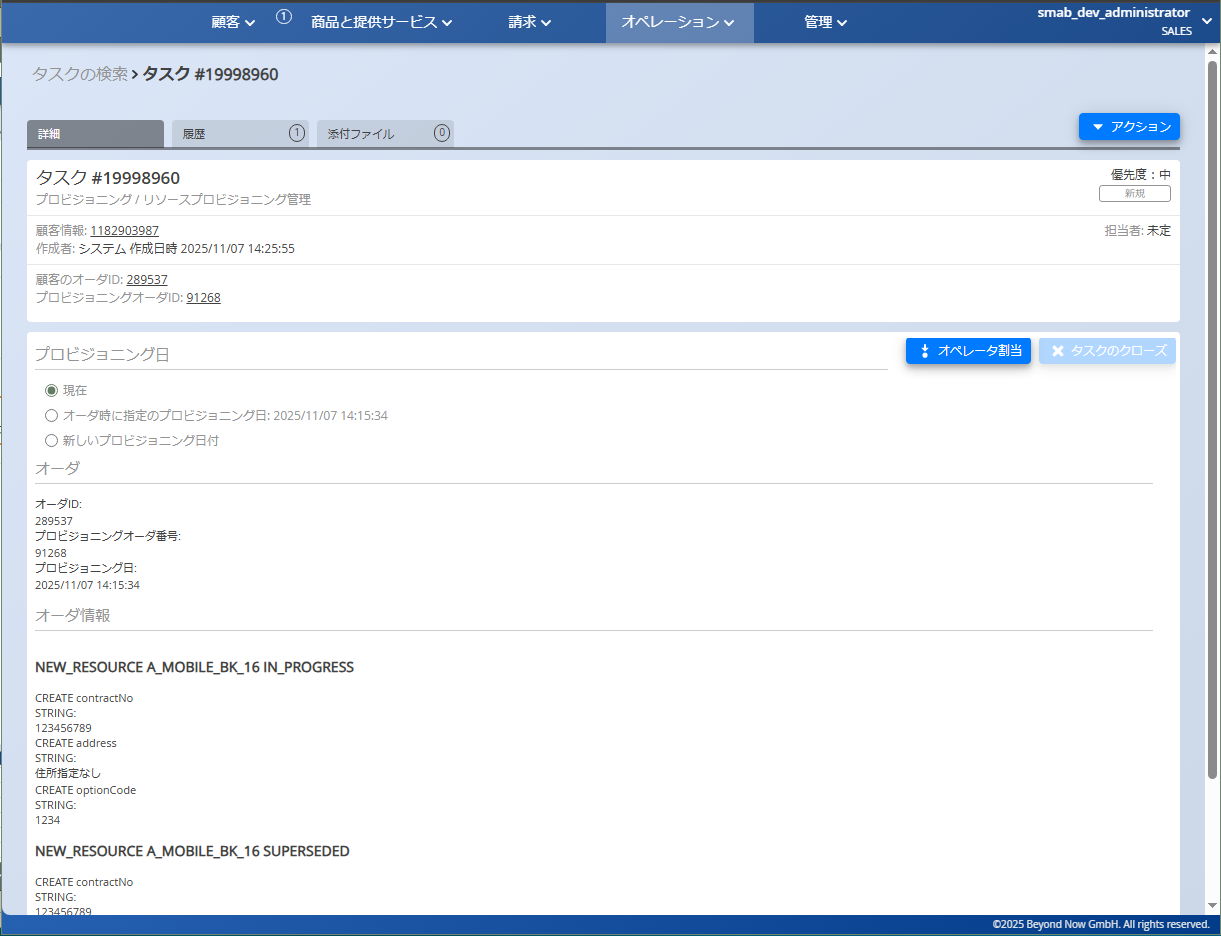 顧客 ① 商品と提供サービス 請求 オペレーション 管理 smab_dev_administrator
SALES
タスクの検索 › タスク #19998960
詳細 履歴 ① 添付ファイル ⓪ アクション
タスク #19998960 優先度：中
プロビジョニング / リソースプロビジョニング管理 新規
顧客情報: 1182903987 担当者: 未定
作成者: システム 作成日時 2025/11/07 14:25:55
顧客のオーダID: 289537
プロビジョニングオーダID: 91268
プロビジョニング日 オペレータ割当 タスクのクローズ
現在
オーダ時に指定のプロビジョニング日: 2025/11/07 14:15:34
新しいプロビジョニング日付
オーダ
オーダID:
289537
プロビジョニングオーダ番号:
91268
プロビジョニング日:
2025/11/07 14:15:34
オーダ情報
NEW_RESOURCE A_MOBILE_BK_16 IN_PROGRESS
CREATE contractNo
STRING:
123456789
CREATE address
STRING:
住所指定なし
CREATE optionCode
STRING:
1234
NEW_RESOURCE A_MOBILE_BK_16 SUPERSEDED
CREATE contractNo
STRING:
123456789
©2025 Beyond Now GmbH. All rights reserved.